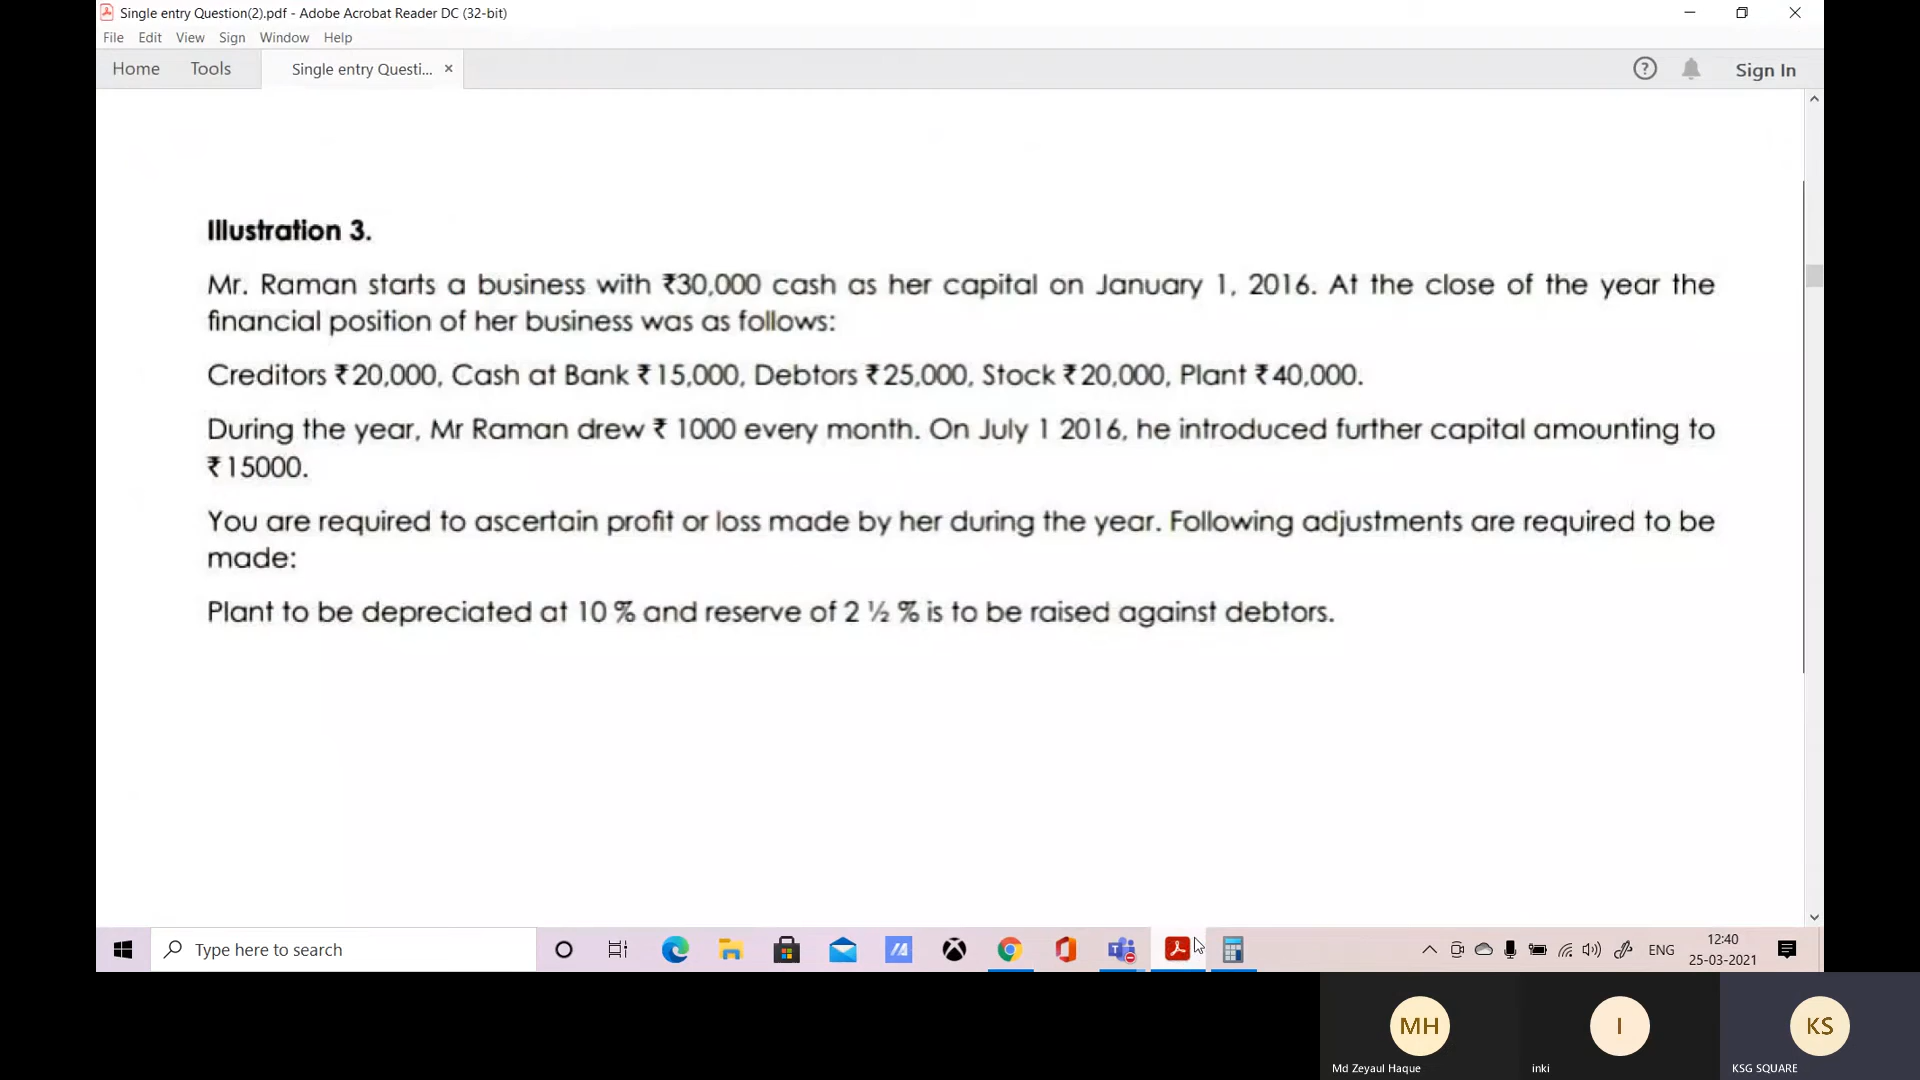 Single entry Question(2).pdf - Adobe Acrobat Reader DC (32-bit)
File Edit View Sign Window Help
Home Tools Single entry Questi... × Sign In
Illustration 3.
Mr. Raman starts a business with ₹30,000 cash as her capital on January 1, 2016. At the close of the year the
financial position of her business was as follows:
Creditors ₹20,000, Cash at Bank ₹15,000, Debtors ₹25,000, Stock ₹20,000, Plant ₹40,000.
During the year, Mr Raman drew ₹ 1000 every month. On July 1 2016, he introduced further capital amounting to
₹15000.
You are required to ascertain profit or loss made by her during the year. Following adjustments are required to be
made:
Plant to be depreciated at 10 % and reserve of 2 ½ % is to be raised against debtors.
Type here to search
ENG
12:40
25-03-2021
MH I KS
Md Zeyaul Haque inki KSG SQUARE